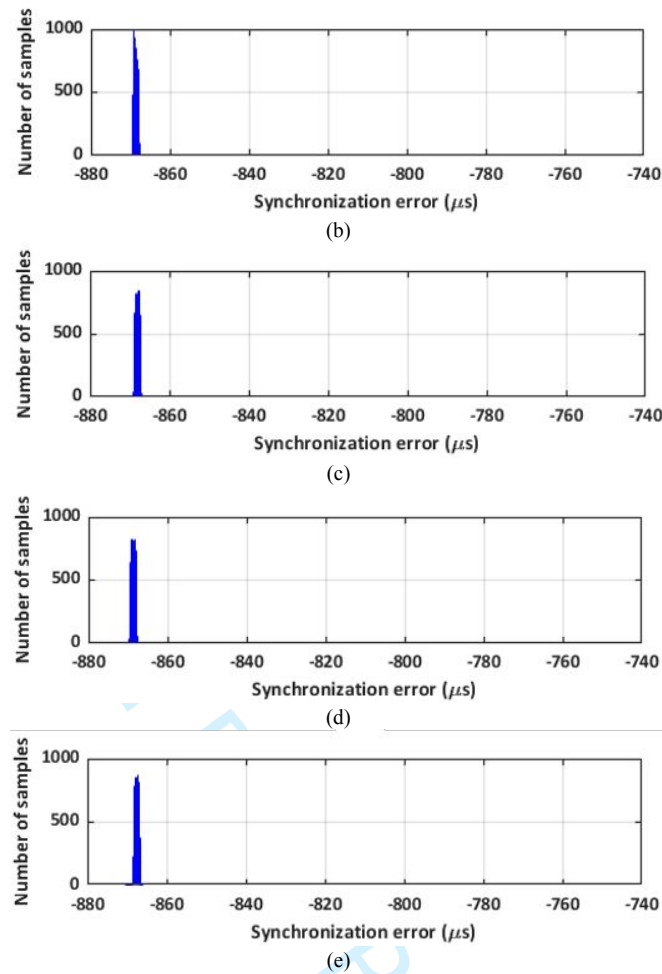 Number of samples
1000
500
0
-880 -860 -840 -820 -800 -780 -760 -740
Synchronization error (μs)
(b)
Number of samples
1000
500
0
-880 -860 -840 -820 -800 -780 -760 -740
Synchronization error (μs)
(c)
Number of samples
1000
500
0
-880 -860 -840 -820 -800 -780 -760 -740
Synchronization error (μs)
(d)
Number of samples
1000
500
0
-880 -860 -840 -820 -800 -780 -760 -740
Synchronization error (μs)
(e)